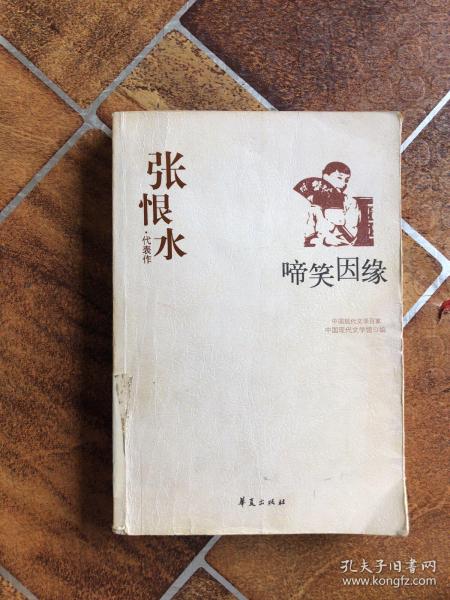 张恨水
·代表作
啼笑因缘
中国现代文学百家
中国现代文学馆◎编
华夏出版社
孔夫子旧书网
www.kongfz.com